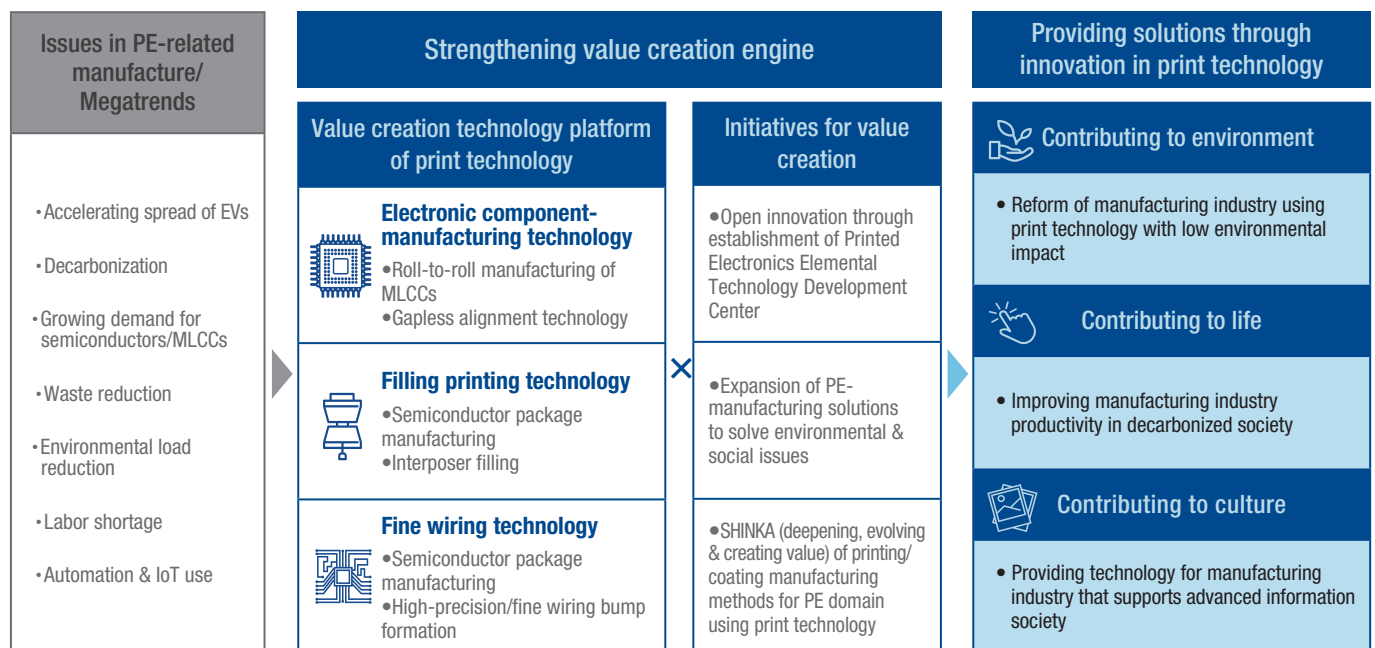 Issues in PE-related
manufacture/
Megatrends
・Accelerating spread of EVs
・Decarbonization
・Growing demand for
semiconductors/MLCCs
・Waste reduction
・Environmental load
reduction
・Labor shortage
・Automation & IoT use
Strengthening value creation engine
Value creation technology platform
of print technology
Electronic component-
manufacturing technology
●Roll-to-roll manufacturing of
MLCCs
●Gapless alignment technology
Filling printing technology
●Semiconductor package
manufacturing
●Interposer filling
Fine wiring technology
●Semiconductor package
manufacturing
●High-precision/fine wiring bump
formation
×
Initiatives for value
creation
●Open innovation through
establishment of Printed
Electronics Elemental
Technology Development
Center
●Expansion of PE-
manufacturing solutions
to solve environmental &
social issues
●SHINKA (deepening, evolving
& creating value) of printing/
coating manufacturing
methods for PE domain
using print technology
Providing solutions through
innovation in print technology
Contributing to environment
● Reform of manufacturing industry using
print technology with low environmental
impact
Contributing to life
● Improving manufacturing industry
productivity in decarbonized society
Contributing to culture
● Providing technology for manufacturing
industry that supports advanced information
society